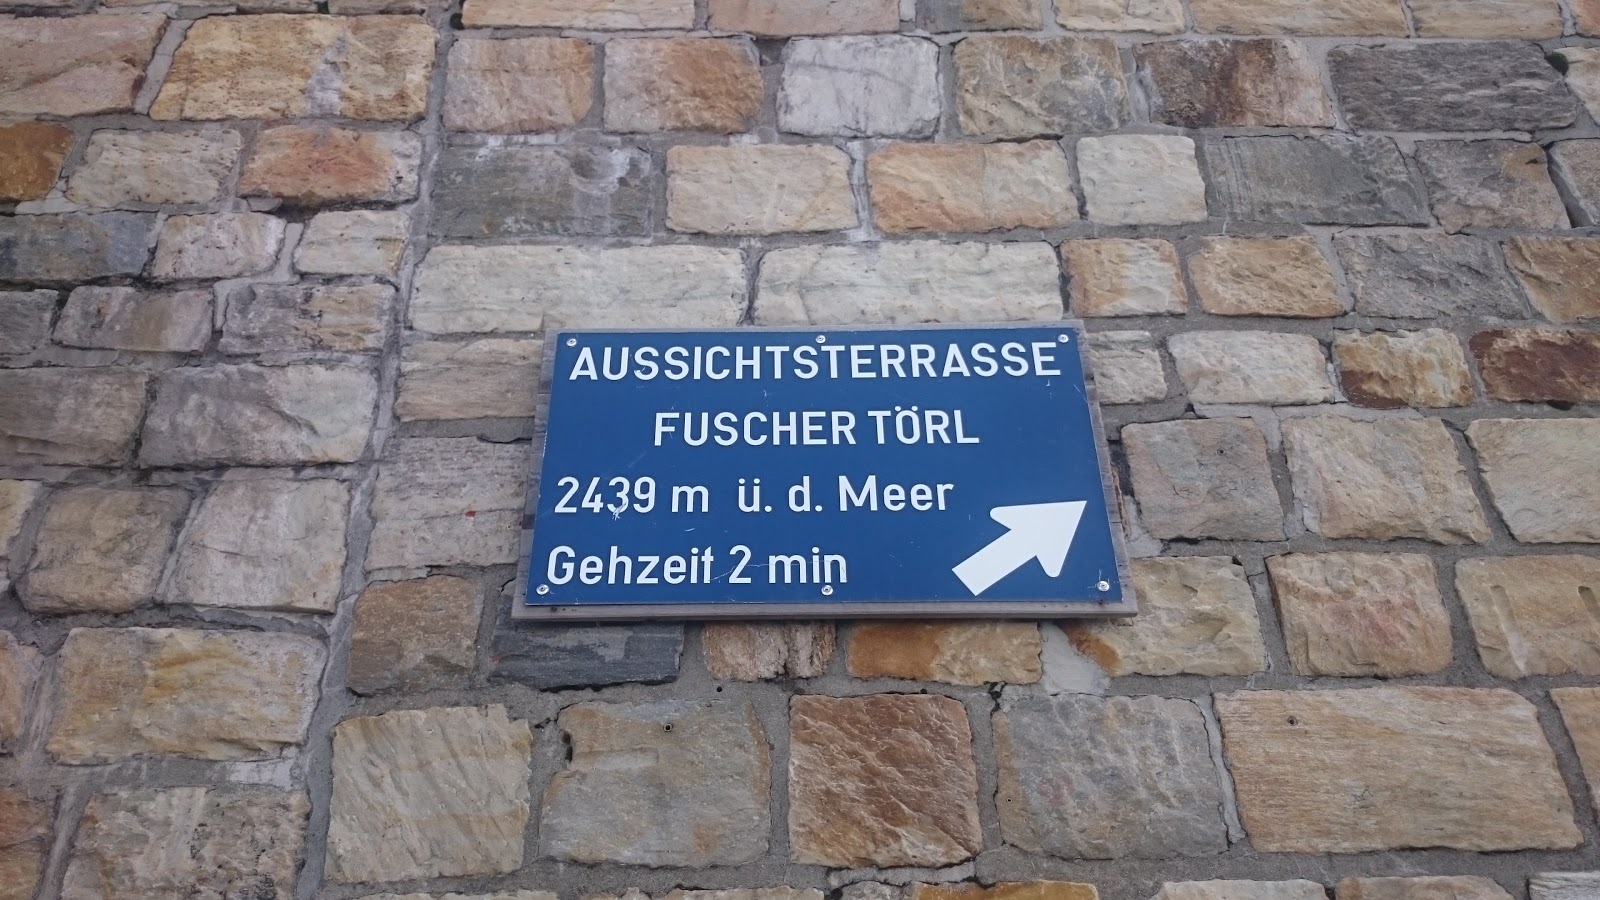 AUSSICHTSTERRASSE
FUSCHER TÖRL
2439 m ü. d. Meer
Gehzeit 2 min